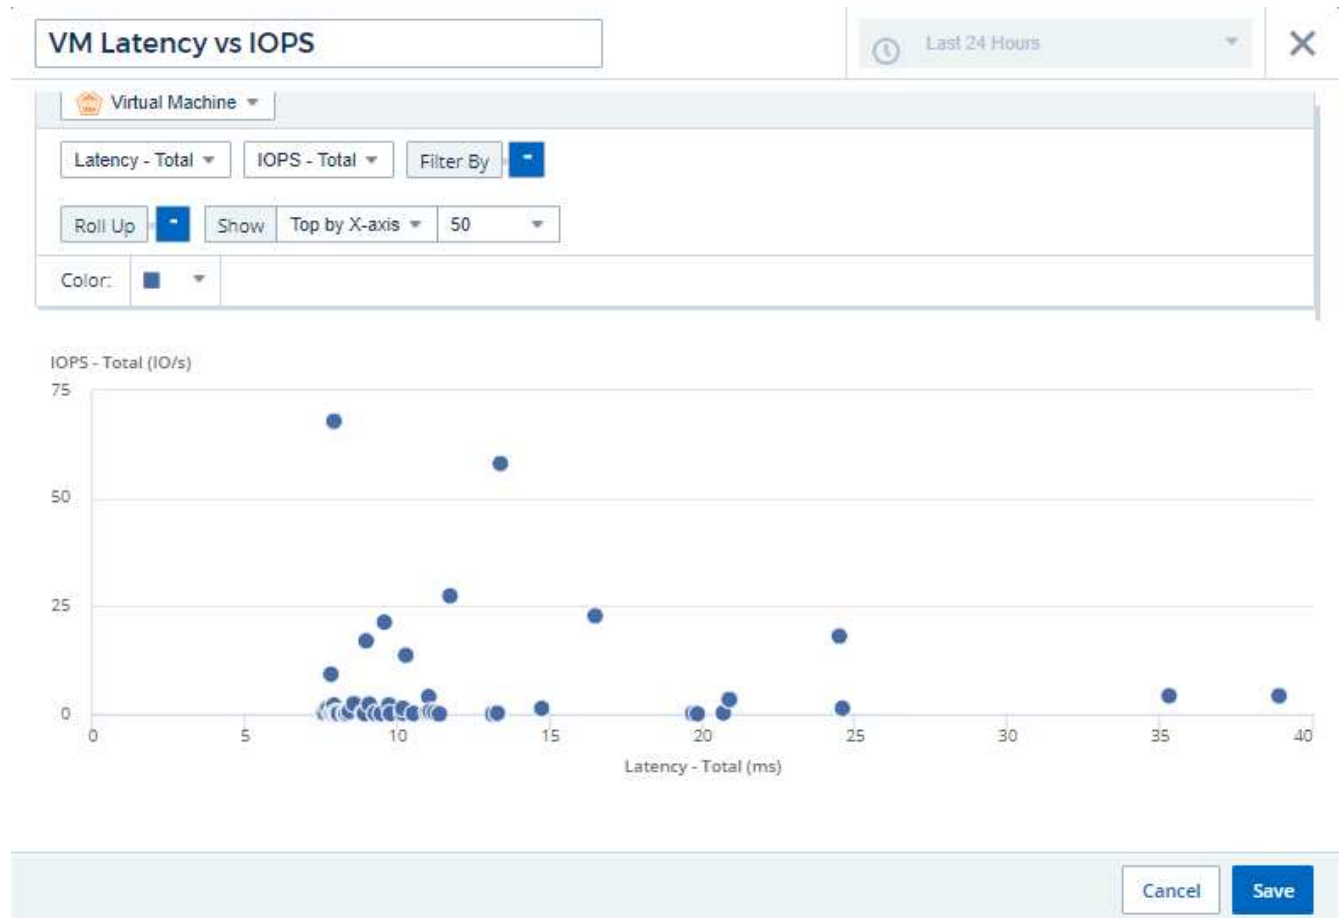 VM Latency vs IOPS
Last 24 Hours
Virtual Machine
Latency - Total IOPS - Total Filter By -
Roll Up - Show Top by X-axis 50
Color:
IOPS - Total (IO/s)
75
50
25
0
0 5 10 15 20 25 30 35 40
Latency - Total (ms)
Cancel Save